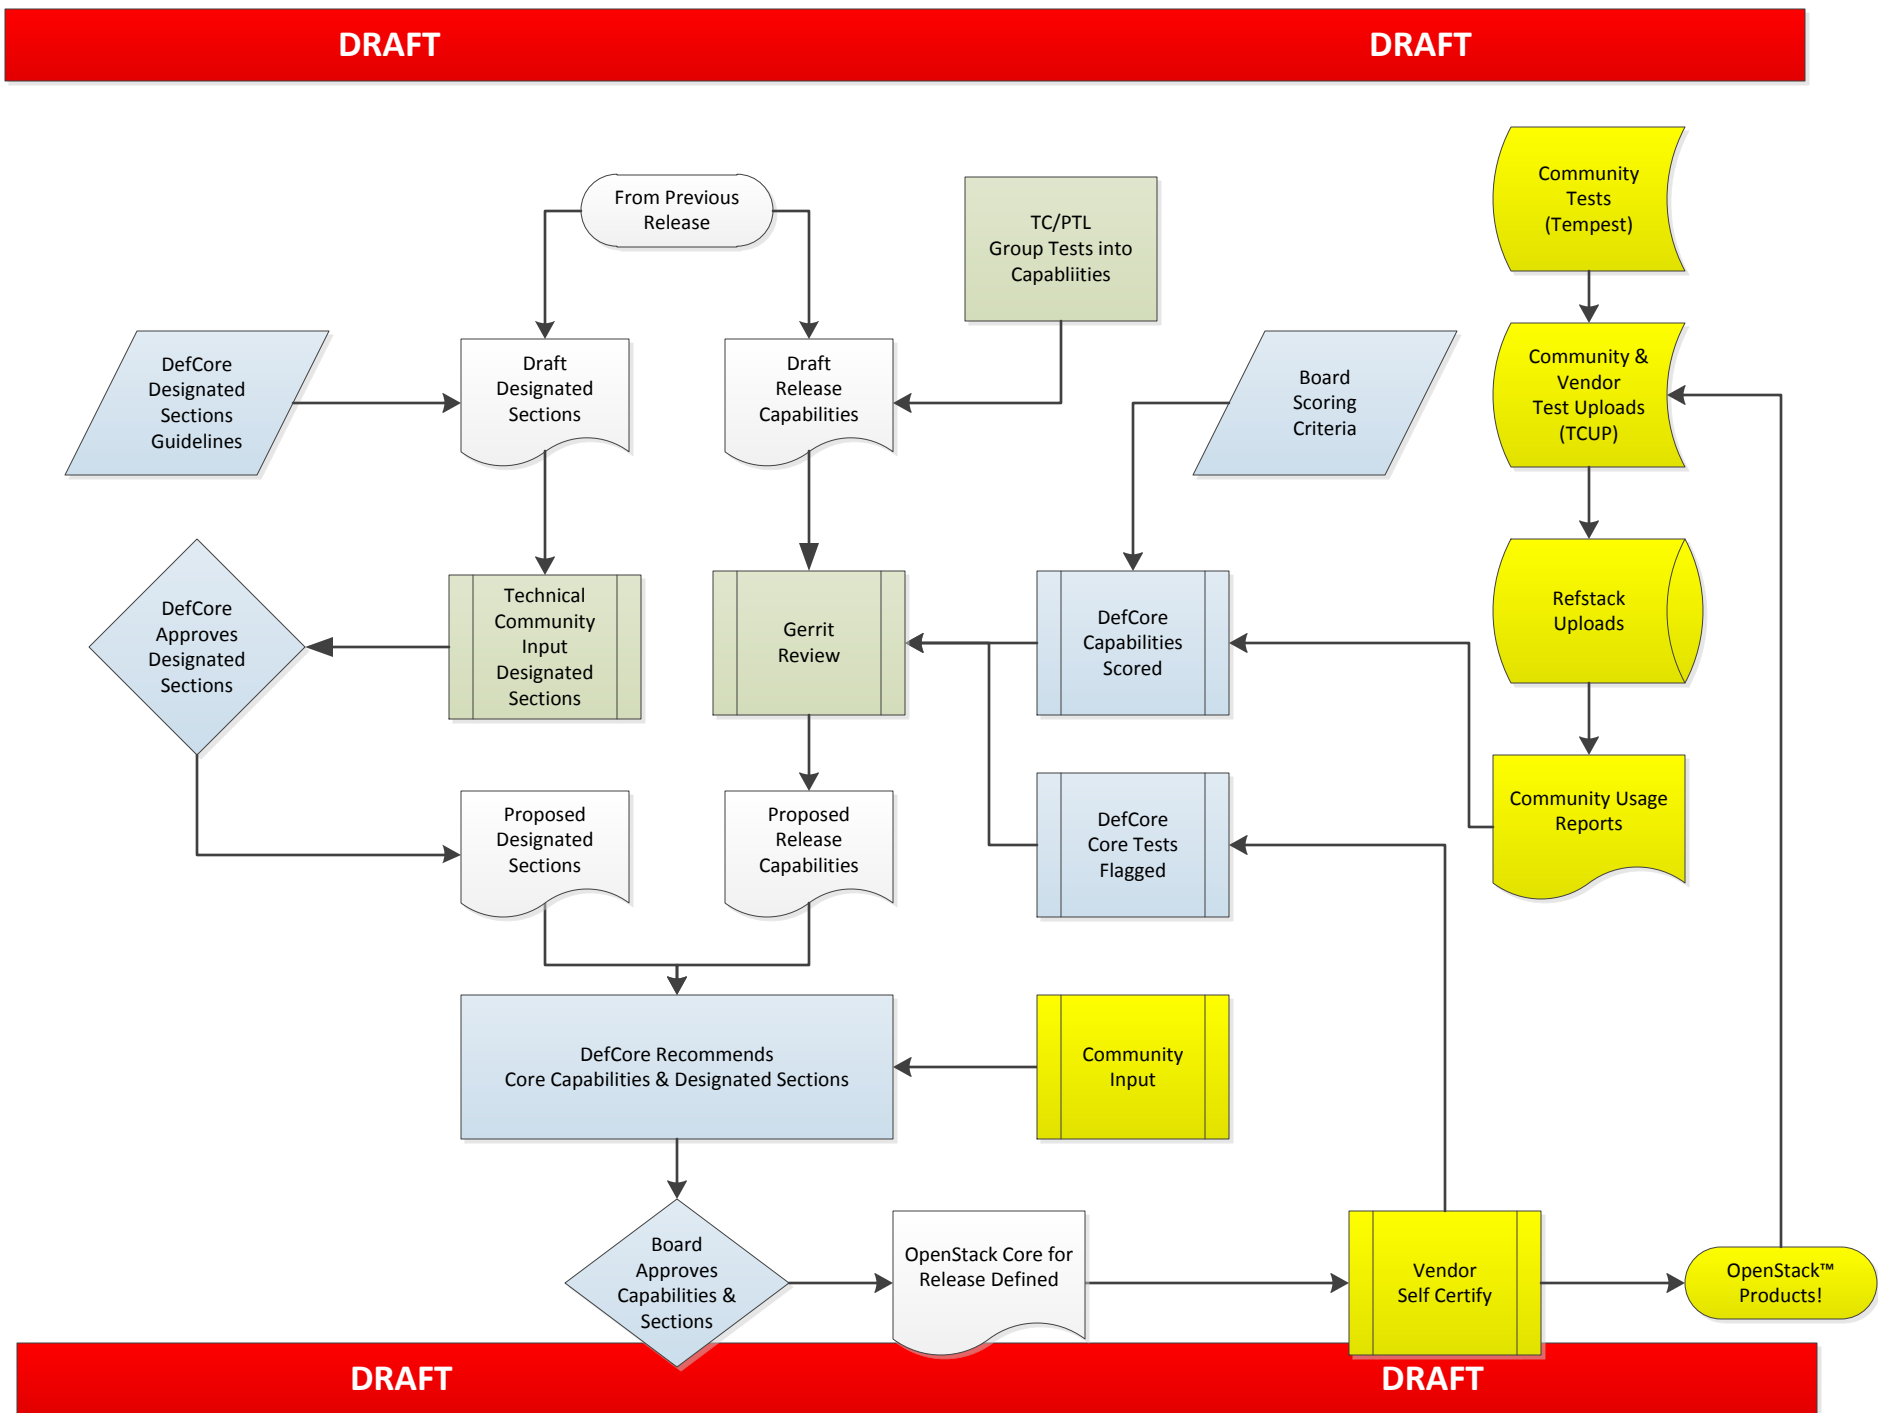 DRAFT
DRAFT
From Previous
Release
TC/PTL
Group Tests into
Capabliities
Community
Tests
(Tempest)
DefCore
Designated
Sections
Guidelines
Draft
Designated
Sections
Draft
Release
Capabilities
Board
Scoring
Criteria
Community &
Vendor
Test Uploads
(TCUP)
DefCore
Approves
Designated
Sections
Technical
Community
Input
Designated
Sections
Gerrit
Review
DefCore
Capabilities
Scored
Refstack
Uploads
Proposed
Designated
Sections
Proposed
Release
Capabilities
DefCore
Core Tests
Flagged
Community Usage
Reports
DefCore Recommends
Core Capabilities & Designated Sections
Community
Input
Board
Approves
Capabilities &
Sections
OpenStack Core for
Release Defined
Vendor
Self Certify
OpenStack™
Products!
DRAFT
DRAFT